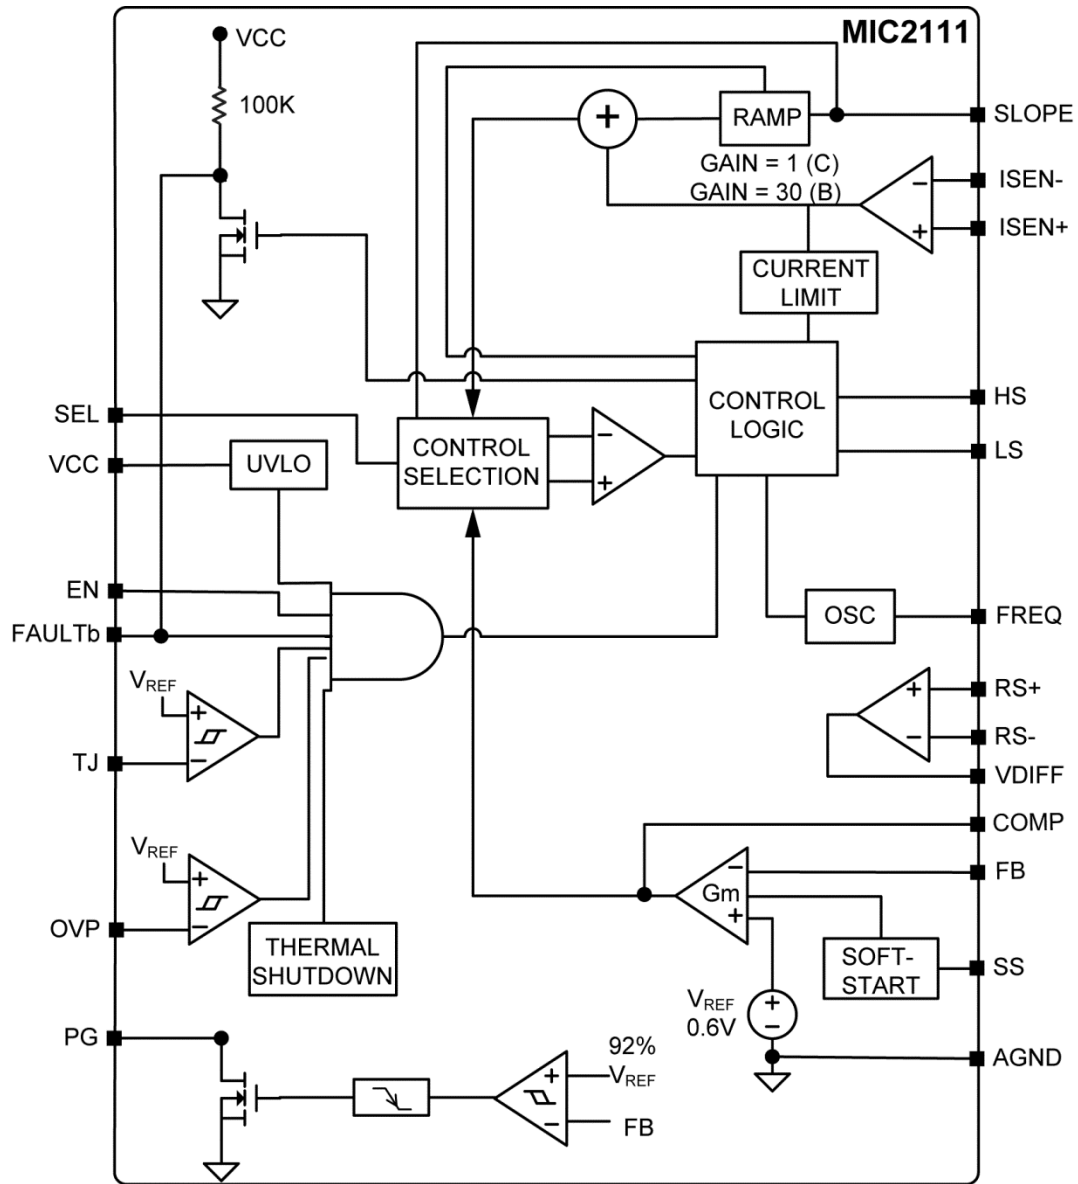 MIC2111
VCC
100K
+
RAMP
SLOPE
GAIN = 1 (C)
GAIN = 30 (B)
−
ISEN-
+
ISEN+
CURRENT
LIMIT
SEL
VCC
UVLO
CONTROL
SELECTION
−
+
CONTROL
LOGIC
HS
LS
EN
FAULTb
OSC
FREQ
VREF
+
−
TJ
+
RS+
−
RS-
VDIFF
COMP
VREF
+
−
OVP
THERMAL
SHUTDOWN
−
Gm
+
FB
SOFT-
START
SS
VREF
0.6V
+
−
AGND
PG
92%
VREF
+
−
FB